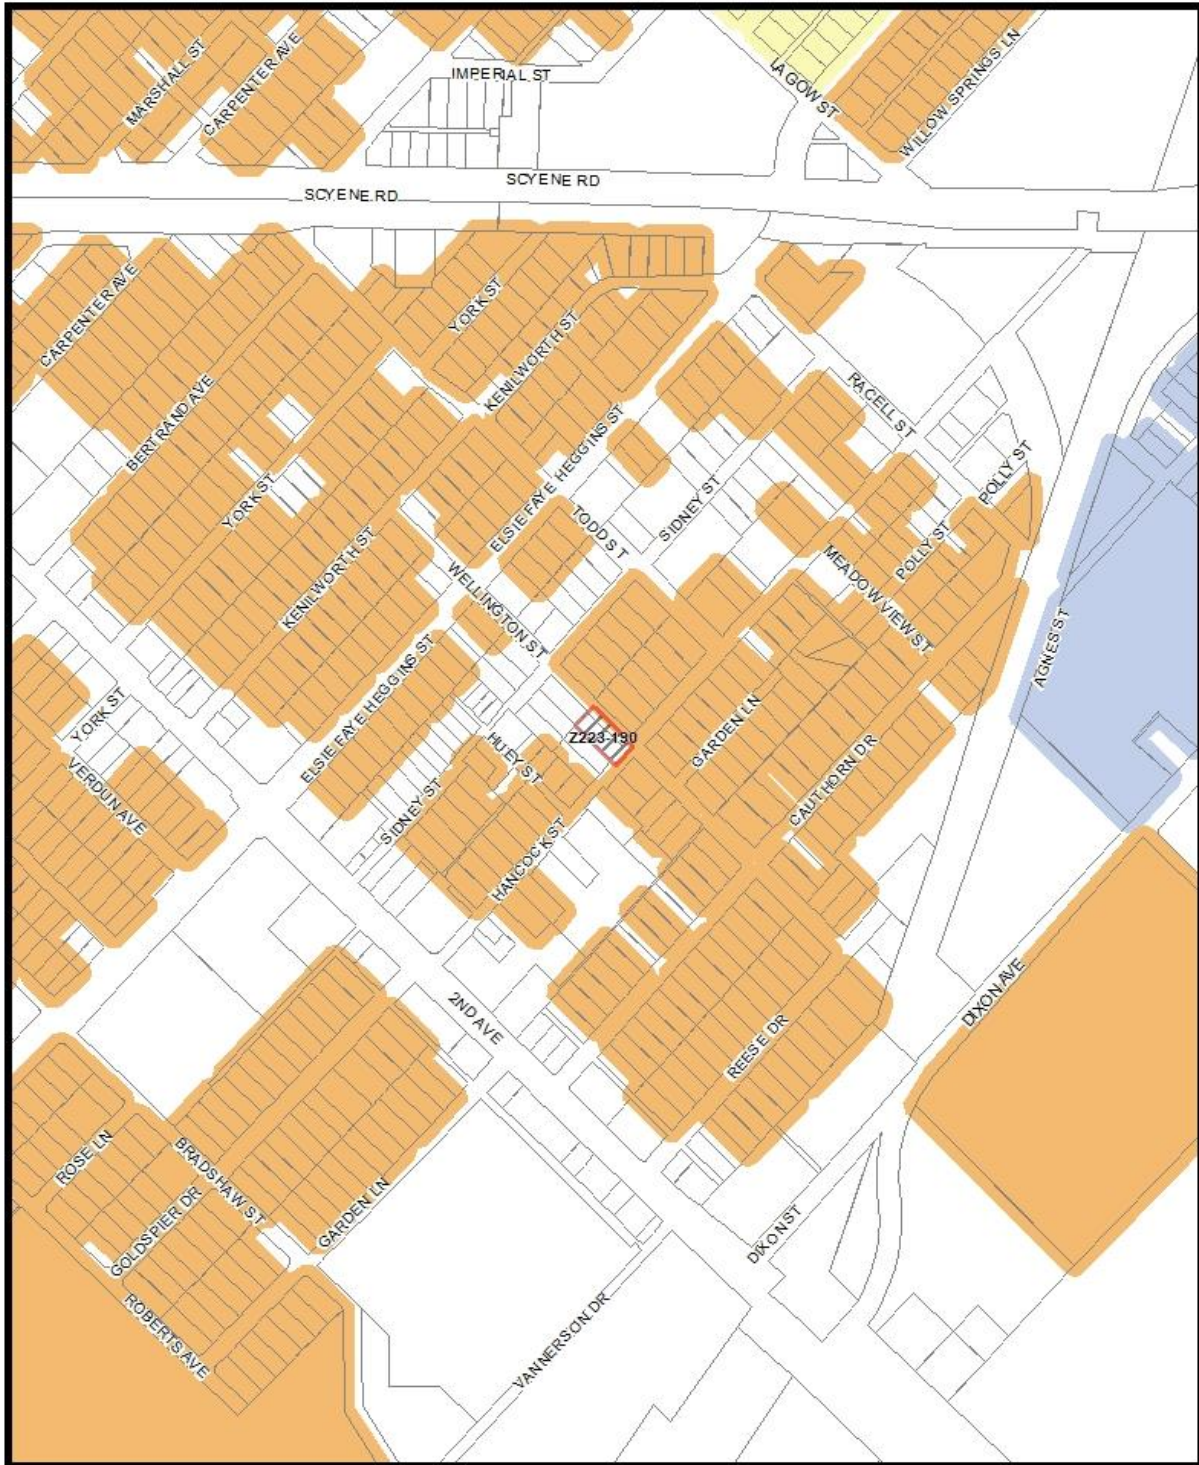 MARSHALL ST
CARPENTER AVE
IMPERIAL ST
LAGOW ST
WILLOW SPRINGS LN
SCYENE RD
SCYENE RD
CARPENTER AVE
YORK ST
KENILWORTH ST
BERTRAND AVE
RACELL ST
ELSIE FAYE HEGGINS ST
YORK ST
SIDNEY ST
POLLY ST
TODD ST
POLLY ST
KENILWORTH ST
WELLINGTON ST
MEADOW VIEW ST
AGNES ST
ELSIE FAYE HEGGINS ST
YORK ST
GARDEN LN
Z223-190
HUEY ST
VERDUN AVE
SIDNEY ST
CAUTHORN DR
HANCOCK ST
2ND AVE
DIXON AVE
REESE DR
ROSE LN
BRADSHAW ST
GOLDSPIER DR
GARDEN LN
DIXON ST
ROBERTS AVE
VANNERSON DR